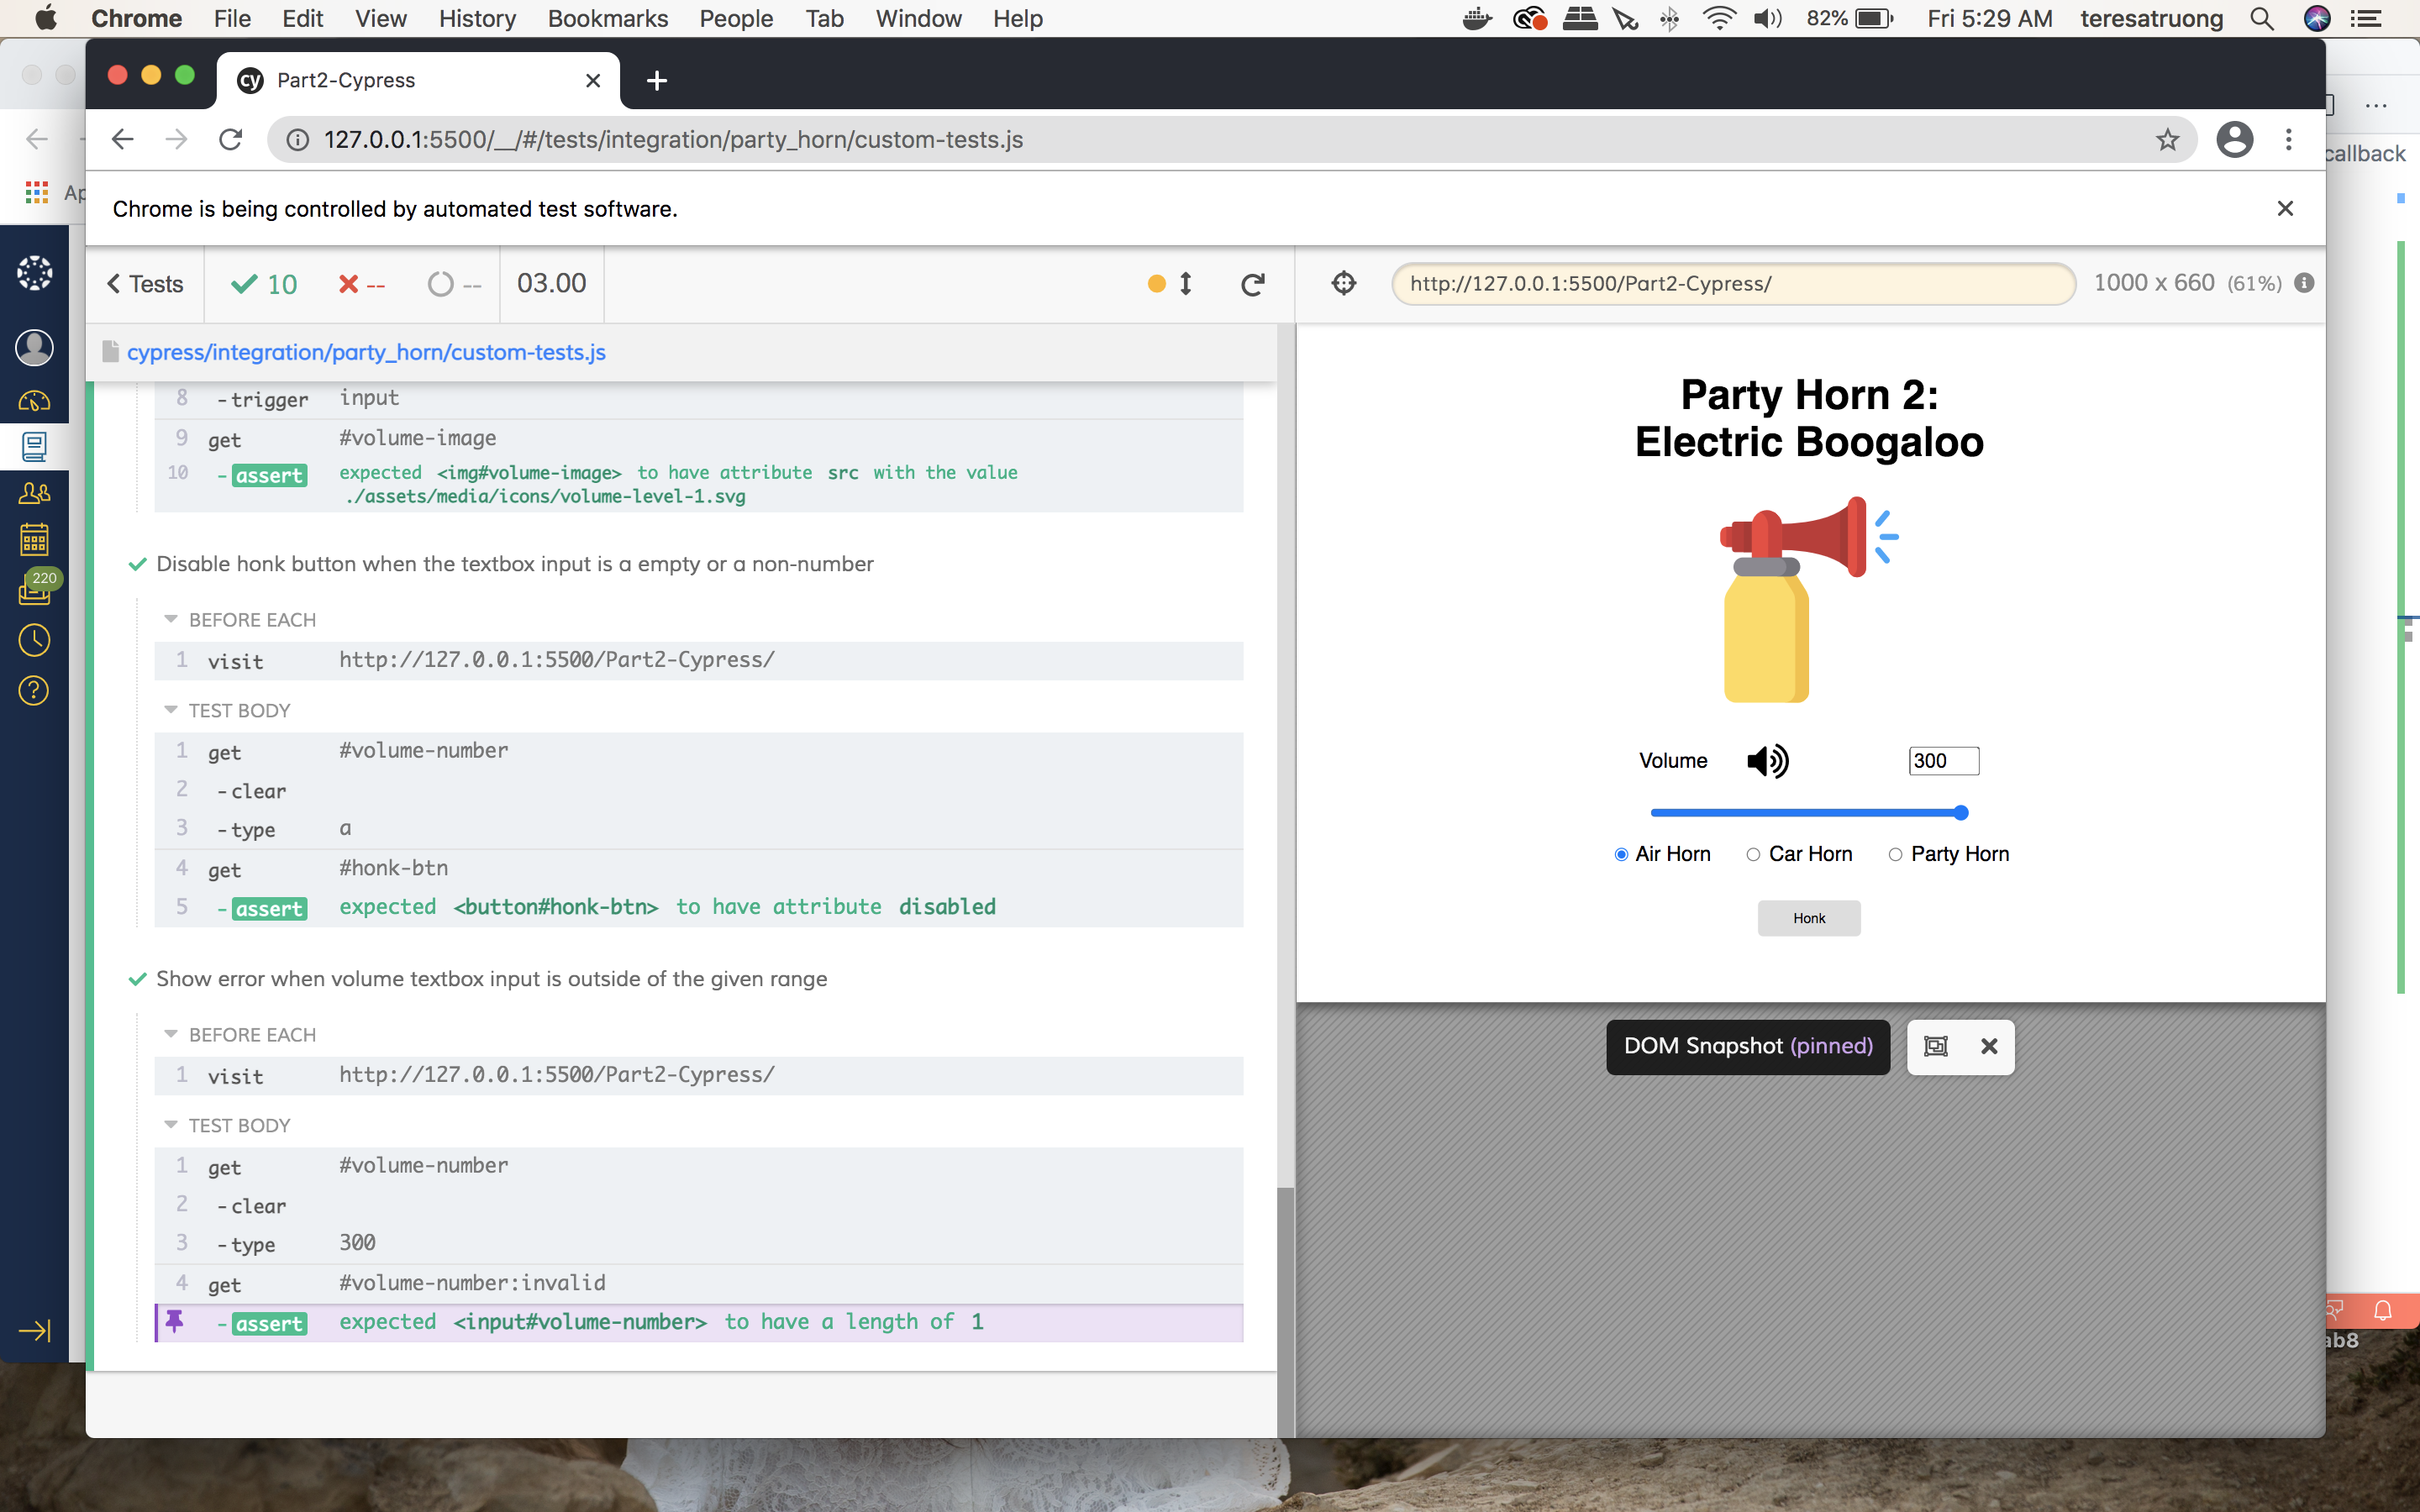 Chrome File Edit View History Bookmarks People Tab Window Help 82% Fri 5:29 AM teresatruong
cy Part2-Cypress
127.0.0.1:5500/__/#/tests/integration/party_horn/custom-tests.js
callback
Ap
Chrome is being controlled by automated test software.
Tests 10 -- -- 03.00
http://127.0.0.1:5500/Part2-Cypress/ 1000 x 660 (61%)
cypress/integration/party_horn/custom-tests.js
8 -trigger input
9 get #volume-image
10 -assert expected <img#volume-image> to have attribute src with the value
./assets/media/icons/volume-level-1.svg
Disable honk button when the textbox input is a empty or a non-number
BEFORE EACH
1 visit http://127.0.0.1:5500/Part2-Cypress/
TEST BODY
1 get #volume-number
2 -clear
3 -type a
4 get #honk-btn
5 -assert expected <button#honk-btn> to have attribute disabled
Show error when volume textbox input is outside of the given range
BEFORE EACH
1 visit http://127.0.0.1:5500/Part2-Cypress/
TEST BODY
1 get #volume-number
2 -clear
3 -type 300
4 get #volume-number:invalid
-assert expected <input#volume-number> to have a length of 1
Party Horn 2:
Electric Boogaloo
Volume 300
Air Horn Car Horn Party Horn
Honk
DOM Snapshot (pinned)
220
ab8